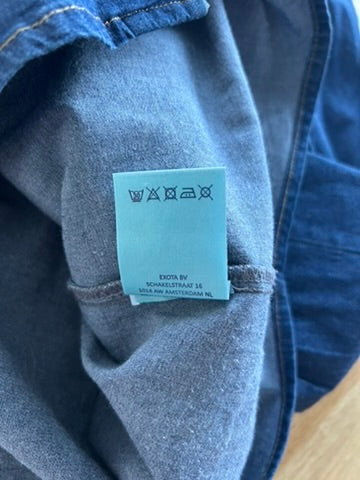 EXOTA BV
SCHAKELSTRAAT 16
1014 AW AMSTERDAM NL